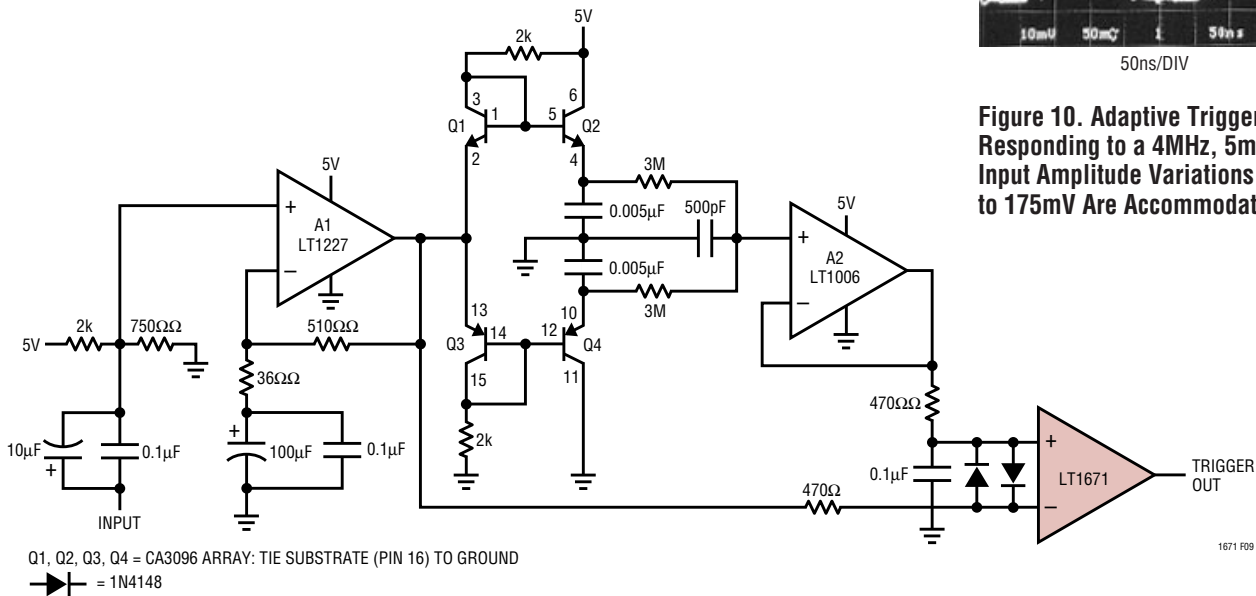 10mV 50ns
50ns/DIV
Figure 10. Adaptive Trigger
Responding to a 4MHz, 5m
Input Amplitude Variations
to 175mV Are Accommodat
5V
2k
3
1
Q1
2
6
5
Q2
4
5V
+
A1
LT1227
–
3M
0.005µF
500pF
0.005µF
3M
5V
+
A2
LT1006
–
2k
750ΩΩ
5V
510ΩΩ
36ΩΩ
13
14
Q3
15
10
12
Q4
11
10µF
+
0.1µF
+
100µF
0.1µF
2k
470ΩΩ
0.1µF
470Ω
+
LT1671
–
TRIGGER
OUT
INPUT
1671 F09
Q1, Q2, Q3, Q4 = CA3096 ARRAY: TIE SUBSTRATE (PIN 16) TO GROUND
= 1N4148